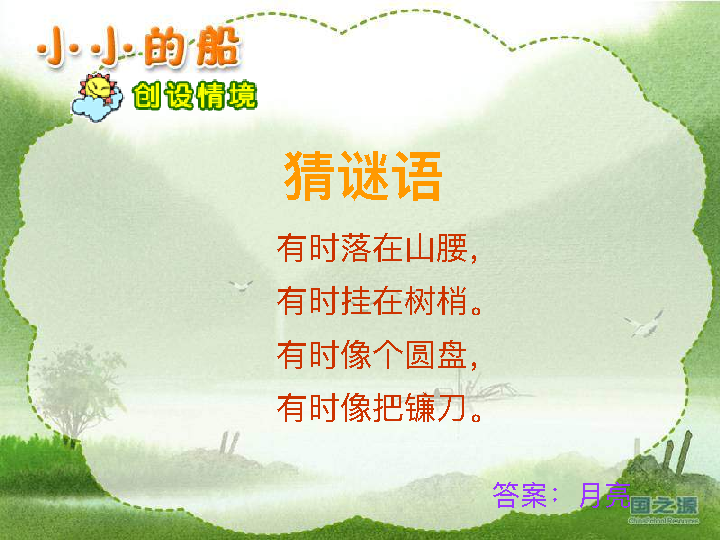 小小的船
创设情境
猜谜语
有时落在山腰，
有时挂在树梢。
有时像个圆盘，
有时像把镰刀。
答案：月亮
国之源